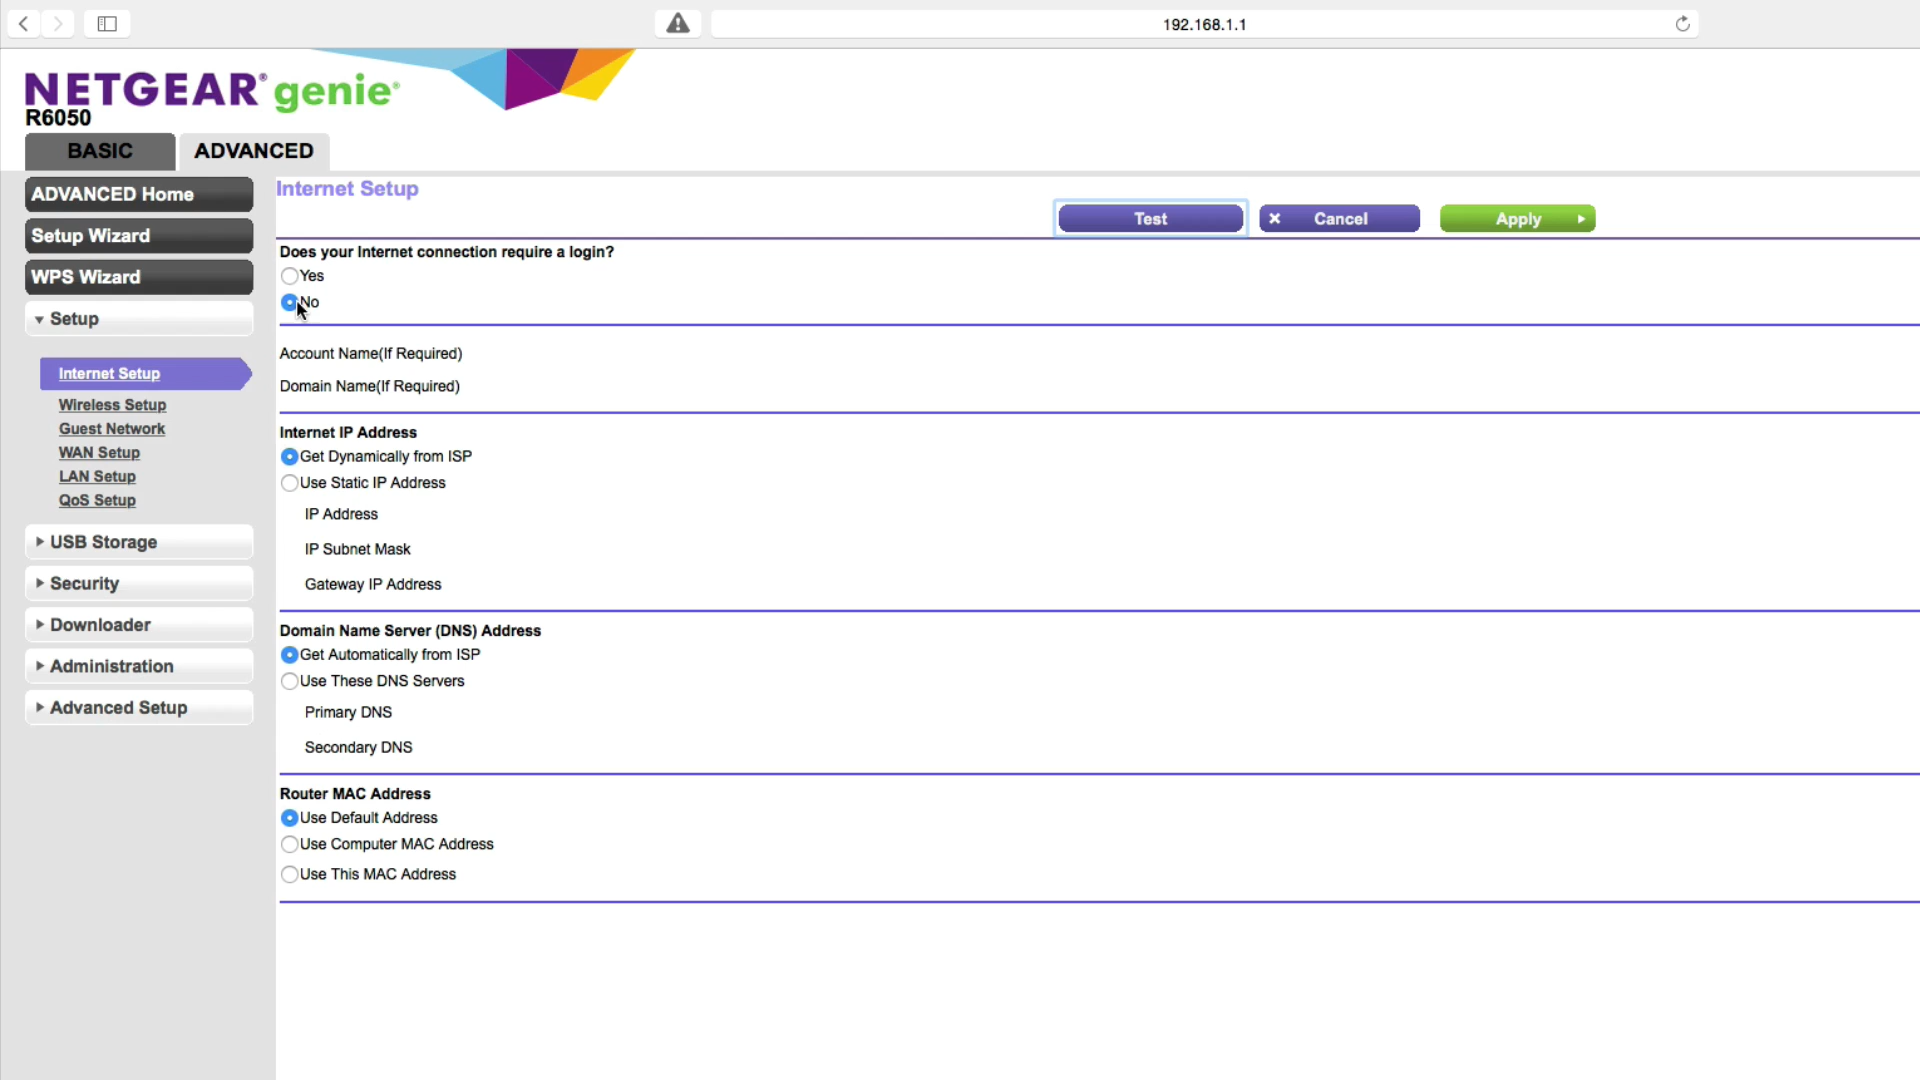 192.168.1.1
NETGEAR® genie®
R6050
BASIC
ADVANCED
ADVANCED Home
Setup Wizard
WPS Wizard
Setup
Internet Setup
Wireless Setup
Guest Network
WAN Setup
LAN Setup
QoS Setup
USB Storage
Security
Downloader
Administration
Advanced Setup
Internet Setup
Test
Cancel
Apply
Does your Internet connection require a login?
Yes
No
Account Name(If Required)
Domain Name(If Required)
Internet IP Address
Get Dynamically from ISP
Use Static IP Address
IP Address
IP Subnet Mask
Gateway IP Address
Domain Name Server (DNS) Address
Get Automatically from ISP
Use These DNS Servers
Primary DNS
Secondary DNS
Router MAC Address
Use Default Address
Use Computer MAC Address
Use This MAC Address